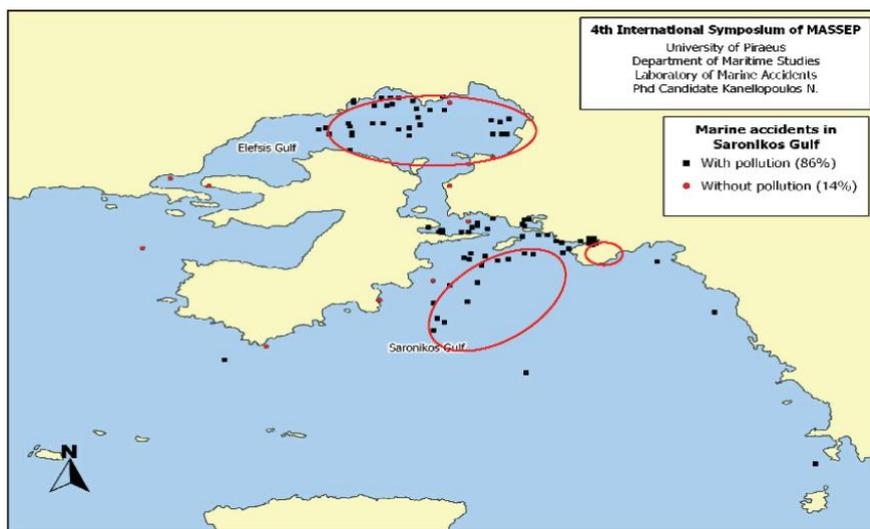 4th International Symposium of MASSEP
University of Piraeus
Department of Maritime Studies
Laboratory of Marine Accidents
Phd Candidate Kanellopoulos N.
Marine accidents in
Saronikos Gulf
With pollution (86%)
Without pollution (14%)
Elefsis Gulf
Saronikos Gulf
N